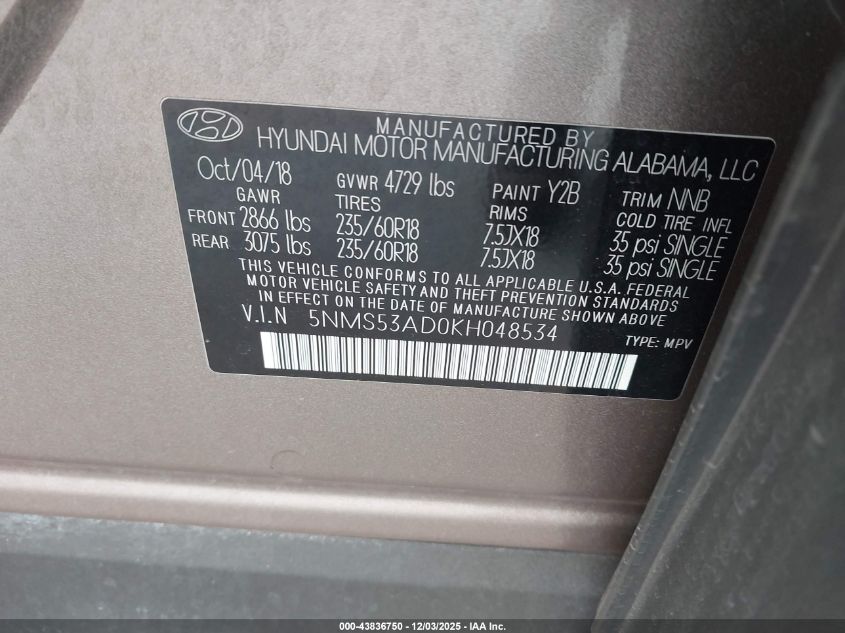 MANUFACTURED BY
HYUNDAI MOTOR MANUFACTURING ALABAMA, LLC
Oct/04/18 GVWR 4729 lbs PAINT Y2B TRIM NNB
GAWR TIRES RIMS COLD TIRE INFL
FRONT 2866 lbs 235/60R18 7.5JX18 35 psi SINGLE
REAR 3075 lbs 235/60R18 7.5JX18 35 psi SINGLE
THIS VEHICLE CONFORMS TO ALL APPLICABLE U.S.A. FEDERAL
MOTOR VEHICLE SAFETY AND THEFT PREVENTION STANDARDS
IN EFFECT ON THE DATE OF MANUFACTURE SHOWN ABOVE
V.I.N 5NMS53AD0KH048534 TYPE: MPV
000-43836750 - 12/03/2025 - IAA Inc.